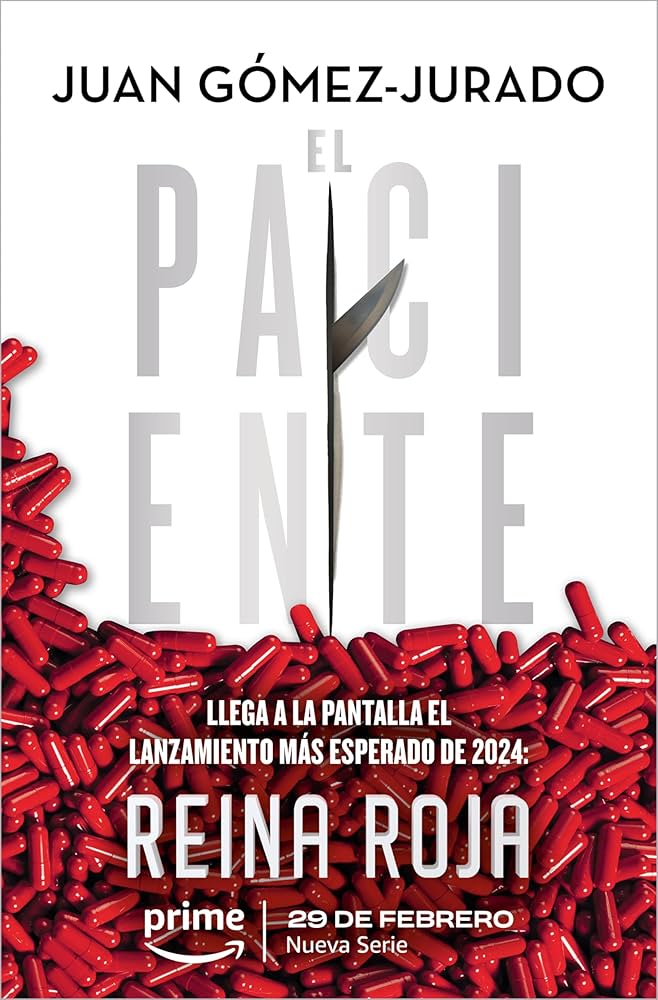 JUAN GÓMEZ-JURADO
EL
PACI
ENTE
LLEGA A LA PANTALLA EL
LANZAMIENTO MÁS ESPERADO DE 2024:
REINA ROJA
prime | 29 DE FEBRERO
Nueva Serie